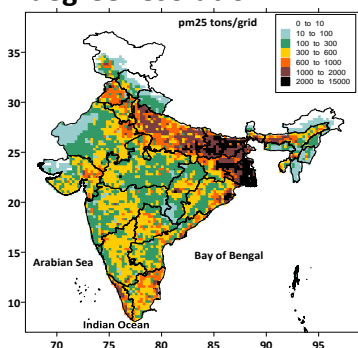 pm25 tons/grid
0 to 10
10 to 100
100 to 300
300 to 600
600 to 1000
1000 to 2000
2000 to 15000
35
30
25
20
15
10
Arabian Sea
Bay of Bengal
Indian Ocean
70 75 80 85 90 95